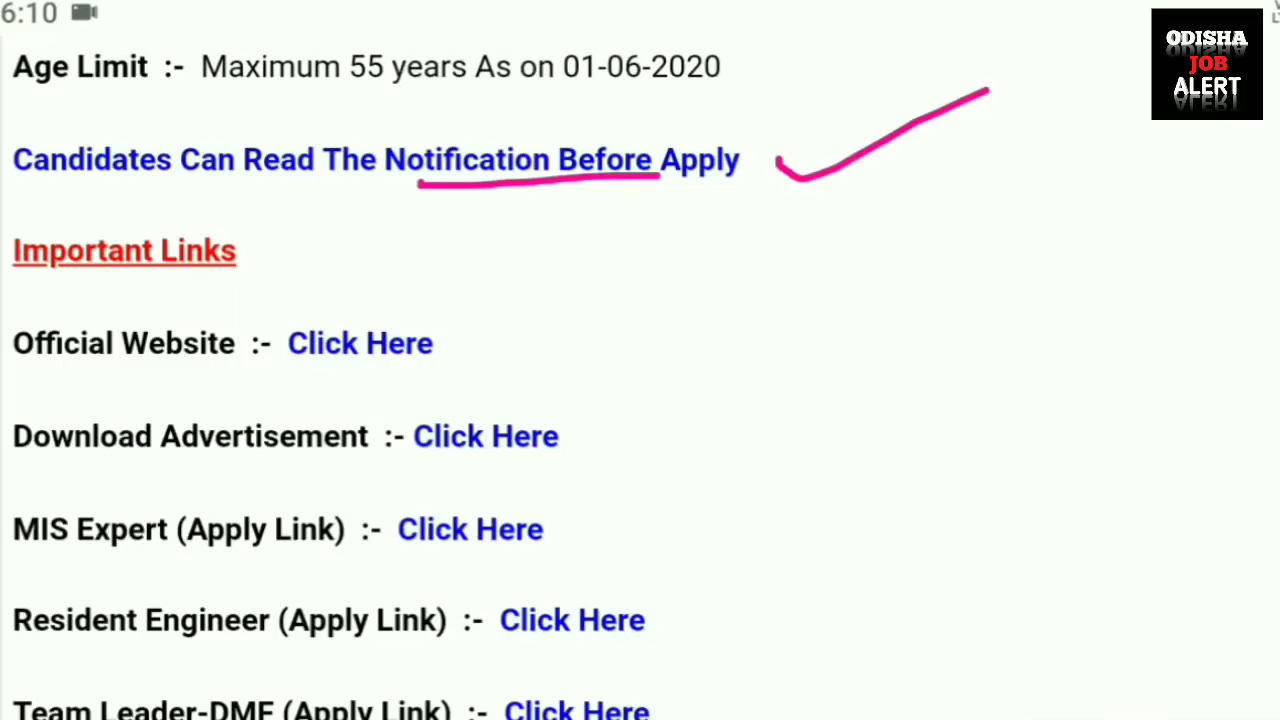 6:10
ODISHA
JOB
ALERT
Age Limit :- Maximum 55 years As on 01-06-2020
Candidates Can Read The Notification Before Apply
Important Links
Official Website :- Click Here
Download Advertisement :- Click Here
MIS Expert (Apply Link) :- Click Here
Resident Engineer (Apply Link) :- Click Here
Team Leader-DMF (Apply Link) :- Click Here